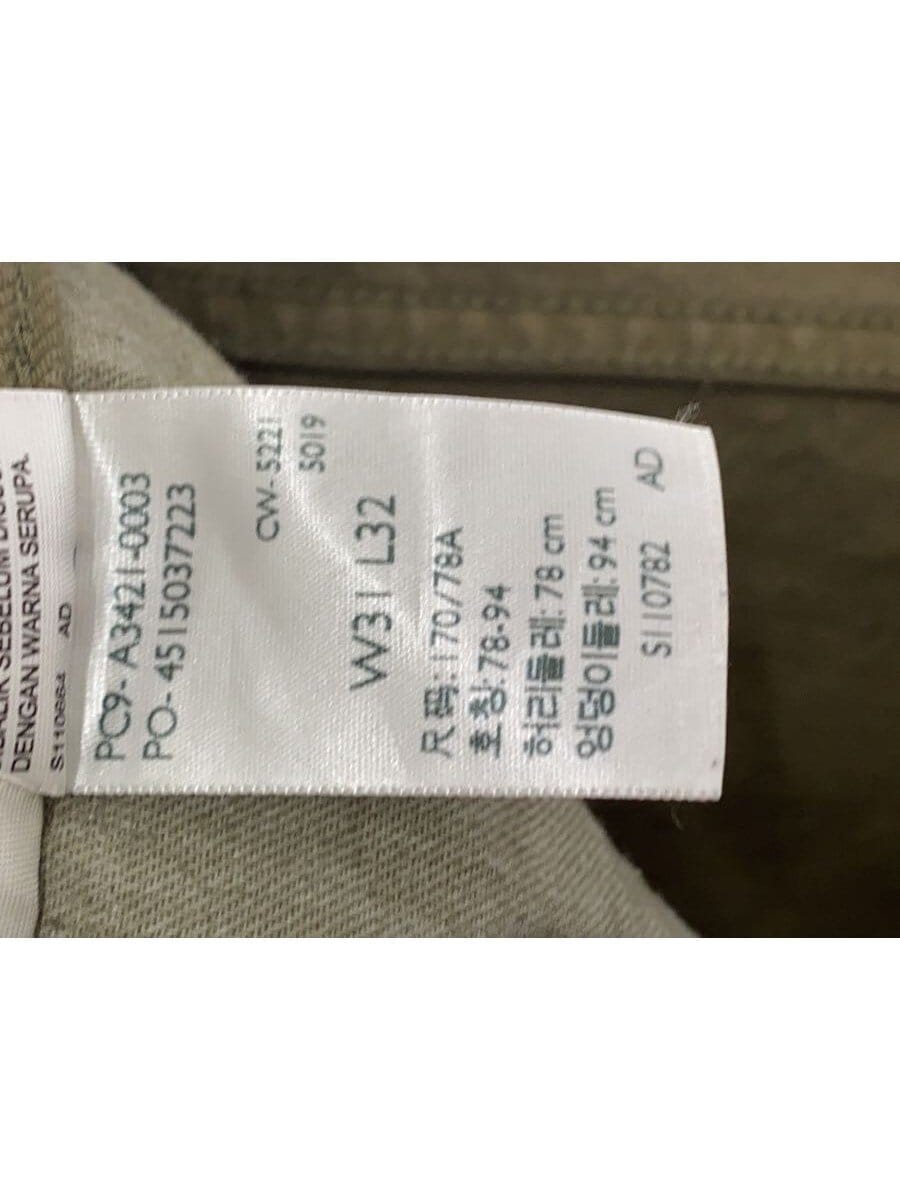 DENGAN WARNA SERUPA.
S110664 AD
PC9- A3421-0003
PO- 4515037223
CW-5221
5019
W31 L32
尺码:170/78A
호칭:78-94
허리둘레: 78 cm
엉덩이둘레: 94 cm
S110782 AD